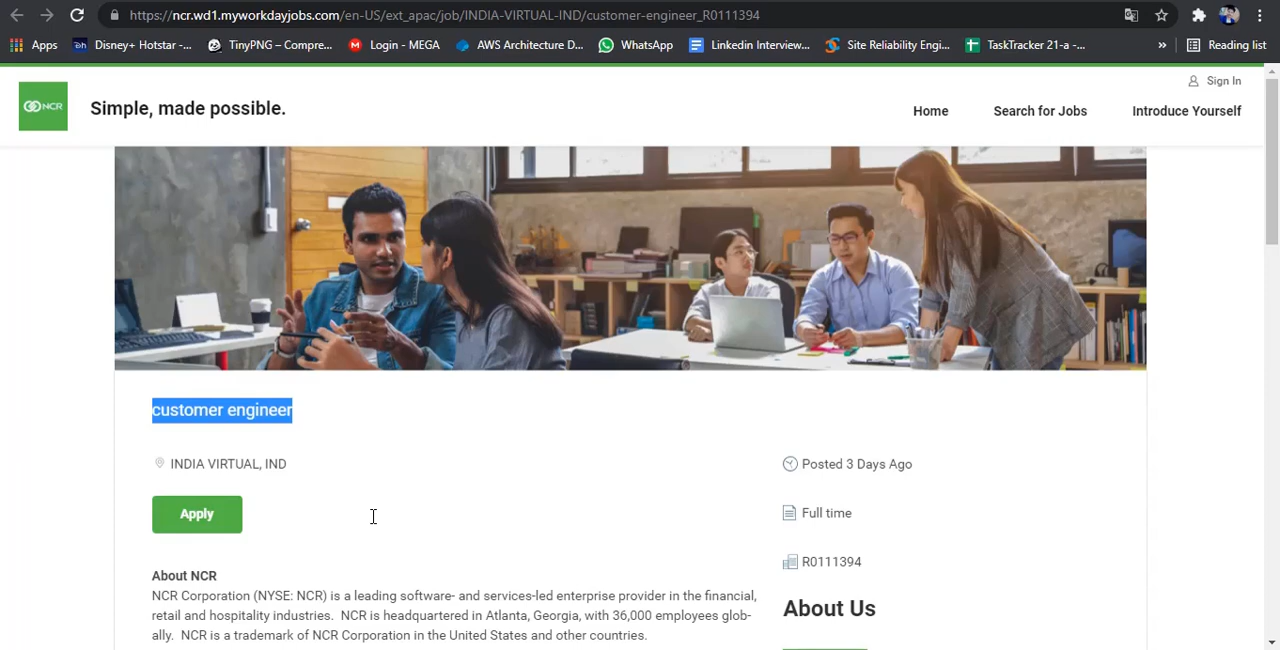 https://ncr.wd1.myworkdayjobs.com/en-US/ext_apac/job/INDIA-VIRTUAL-IND/customer-engineer_R0111394
Apps Disney+ Hotstar -... TinyPNG – Compre... Login - MEGA AWS Architecture D... WhatsApp Linkedin Interview... Site Reliability Engi... TaskTracker 21-a -... » Reading list
Sign In
NCR Simple, made possible. Home Search for Jobs Introduce Yourself
customer engineer
INDIA VIRTUAL, IND
Apply
About NCR
NCR Corporation (NYSE: NCR) is a leading software- and services-led enterprise provider in the financial,
retail and hospitality industries. NCR is headquartered in Atlanta, Georgia, with 36,000 employees glob-
ally. NCR is a trademark of NCR Corporation in the United States and other countries.
Posted 3 Days Ago
Full time
R0111394
About Us